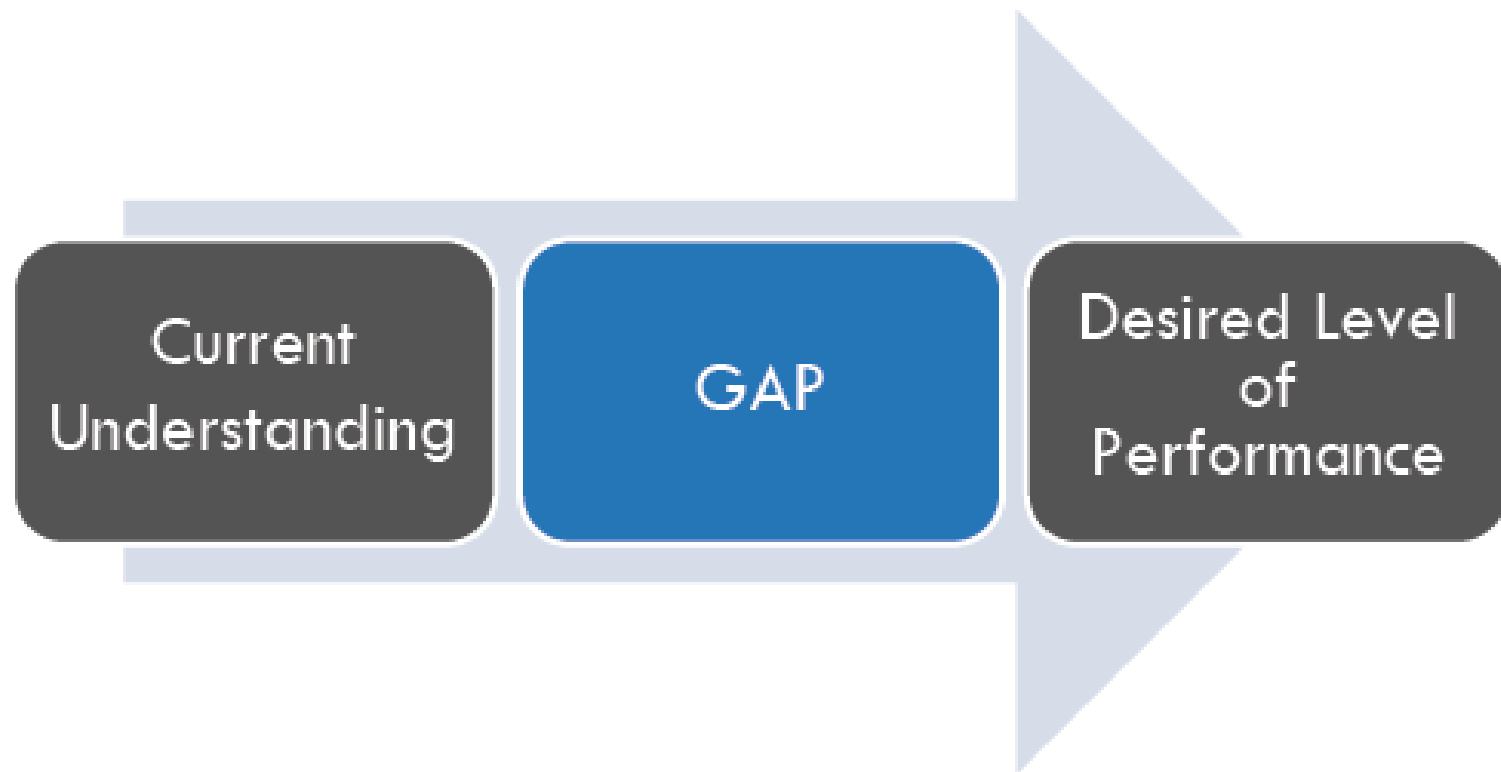 Current
Understanding
GAP
Desired Level
of
Performance